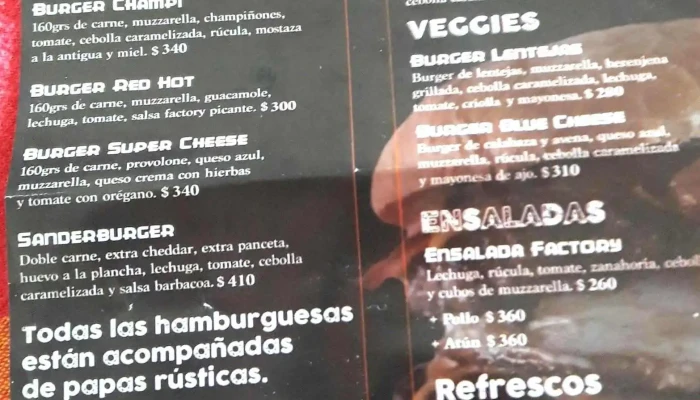 BURGER CHAMPI
160grs de carne, muzzarella, champiñones,
tomate, cebolla caramelizada, rúcula, mostaza
a la antigua y miel. $ 340
BURGER RED HOT
160grs de carne, muzzarella, guacamole,
lechuga, tomate, salsa factory picante. $ 300
BURGER SUPER CHEESE
160grs de carne, provolone, queso azul,
muzzarella, queso crema con hierbas
y tomate con orégano. $ 340
SANDERBURGER
Doble carne, extra cheddar, extra panceta,
huevo a la plancha, lechuga, tomate, cebolla
caramelizada y salsa barbacoa. $ 410
Todas las hamburguesas
están acompañadas
de papas rústicas.
VEGGIES
BURGER LENTEJAS
Burger de lentejas, muzzarella, berenjena
grillada, cebolla caramelizada, lechuga,
tomate, criolla y mayonesa. $ 280
BURGER BLUE CHEESE
Burger de calabaza y avena, queso azul,
muzzarella, rúcula, cebolla caramelizada
y mayonesa de ajo. $ 310
ENSALADAS
ENSALADA FACTORY
Lechuga, rúcula, tomate, zanahoria,
y cubos de muzzarella. $ 260
+ Pollo $ 360
+ Atún $ 360
Refrescos